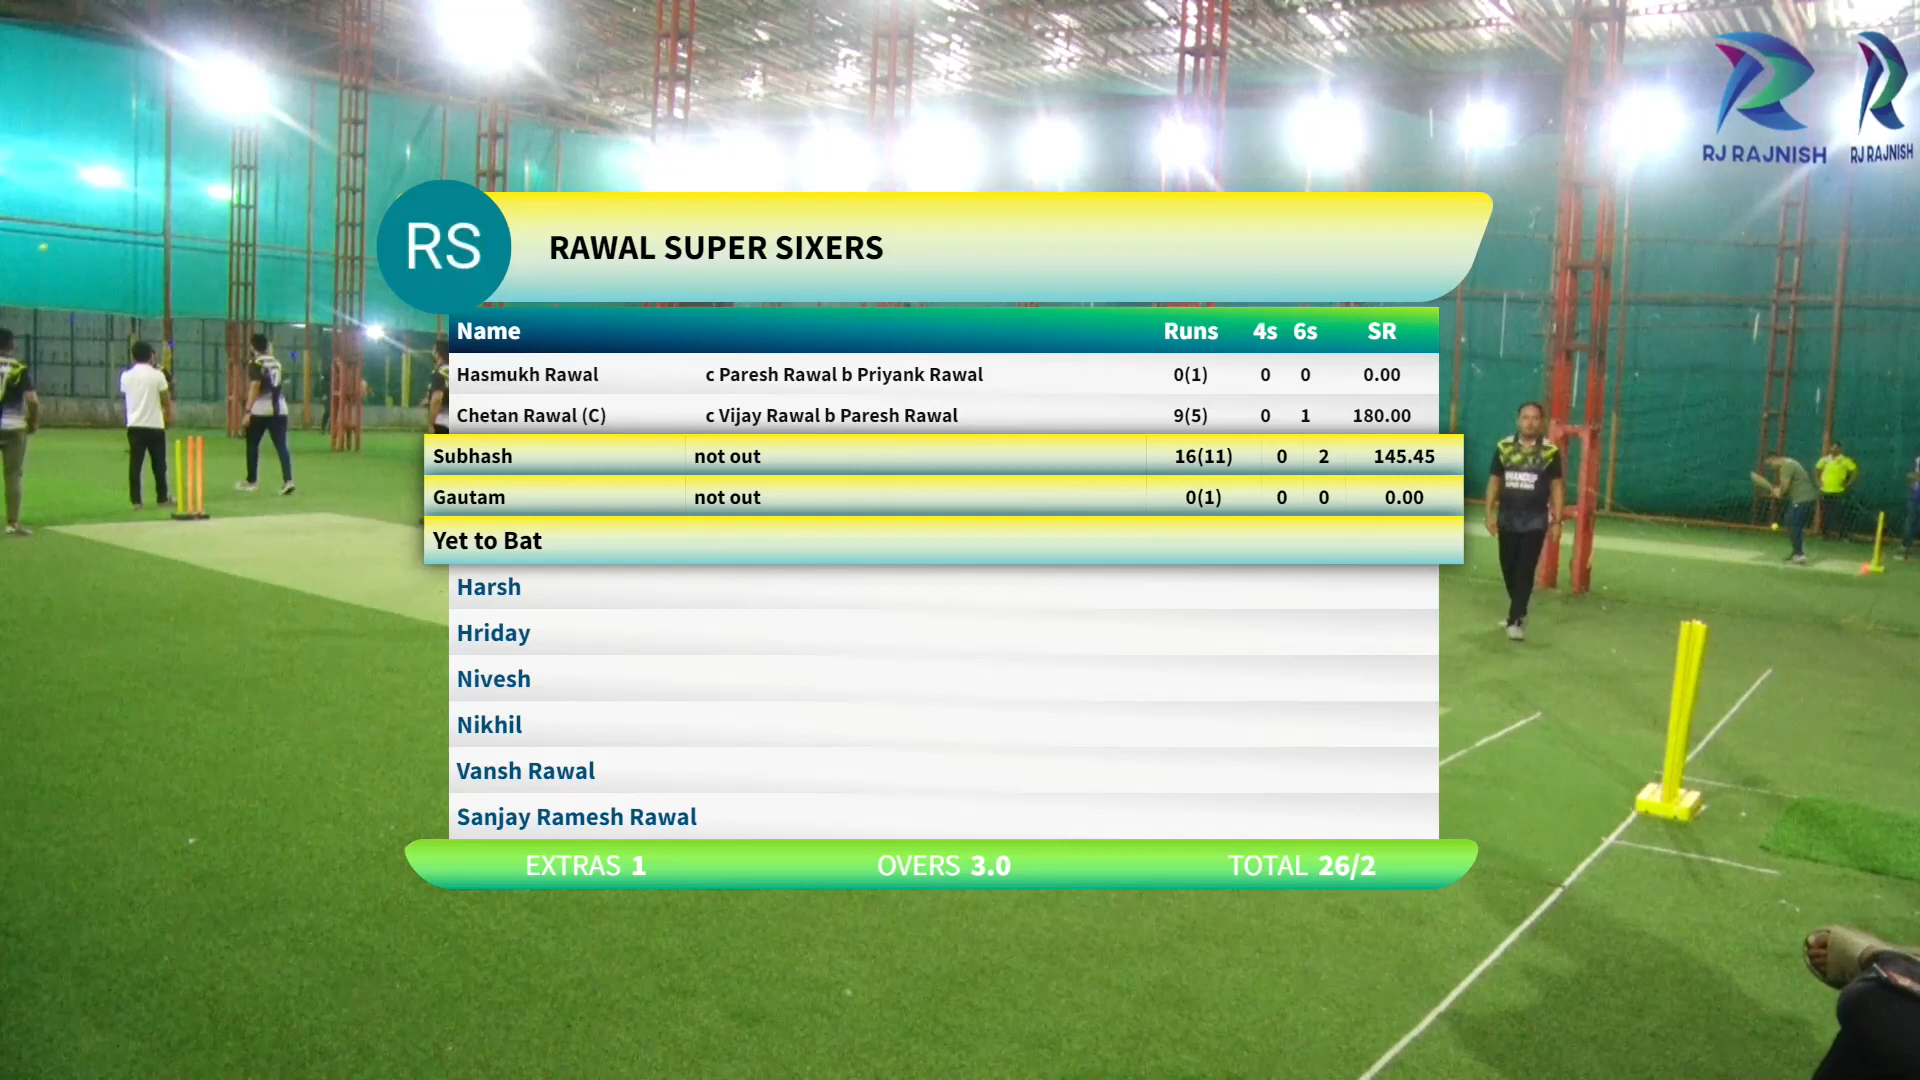 RJ RAJNISH
RJ RAJNISH
RS
RAWAL SUPER SIXERS
Name Runs 4s 6s SR
Hasmukh Rawal c Paresh Rawal b Priyank Rawal 0(1) 0 0 0.00
Chetan Rawal (C) c Vijay Rawal b Paresh Rawal 9(5) 0 1 180.00
Subhash not out 16(11) 0 2 145.45
Gautam not out 0(1) 0 0 0.00
Yet to Bat
Harsh
Hriday
Nivesh
Nikhil
Vansh Rawal
Sanjay Ramesh Rawal
EXTRAS 1 OVERS 3.0 TOTAL 26/2